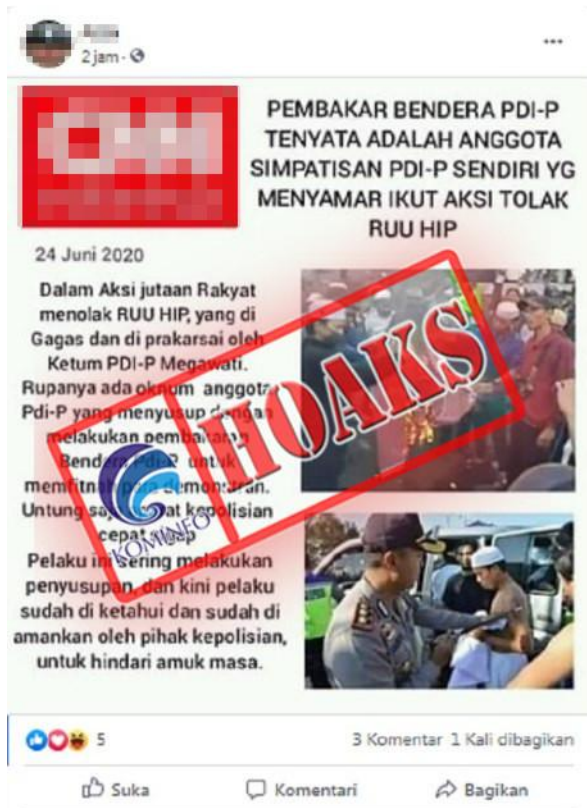 2 jam
PEMBAKAR BENDERA PDI-P
TENYATA ADALAH ANGGOTA
SIMPATISAN PDI-P SENDIRI YG
MENYAMAR IKUT AKSI TOLAK
RUU HIP
24 Juni 2020
Dalam Aksi jutaan Rakyat
menolak RUU HIP, yang di
Gagas dan di prakarsai oleh
Ketum PDI-P Megawati.
Rupanya ada oknum anggota
Pdi-P yang menyusup dengan
melakukan pembakaran
Bendera Pdi-P untuk
memfitnah para demonstran.
Untung saja kepolisian
cepat
Pelaku ini sering melakukan
penyusupan, dan kini pelaku
sudah di ketahui dan sudah di
amankan oleh pihak kepolisian,
untuk hindari amuk masa.
HOAKS
KOMINFO
5
3 Komentar 1 Kali dibagikan
Suka
Komentari
Bagikan